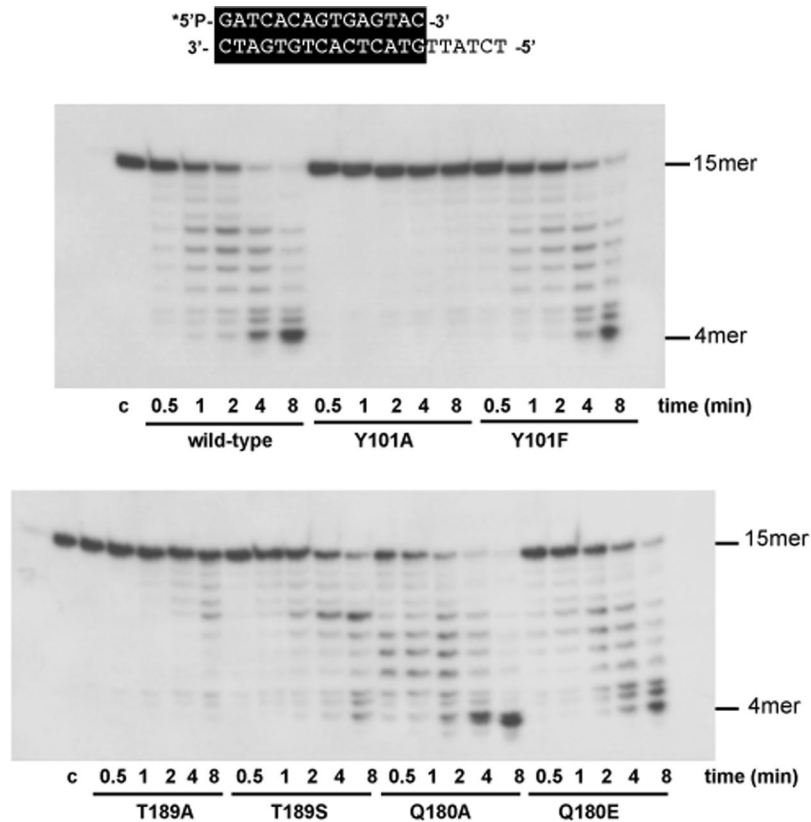 *5'P- GATCACAGTGAGTAC -3'
3'- CTAGTGTCACTCATGTTATCT -5'
15mer
4mer
c 0.5 1 2 4 8 0.5 1 2 4 8 0.5 1 2 4 8 time (min)
wild-type Y101A Y101F
15mer
4mer
c 0.5 1 2 4 8 0.5 1 2 4 8 0.5 1 2 4 8 0.5 1 2 4 8 time (min)
T189A T189S Q180A Q180E